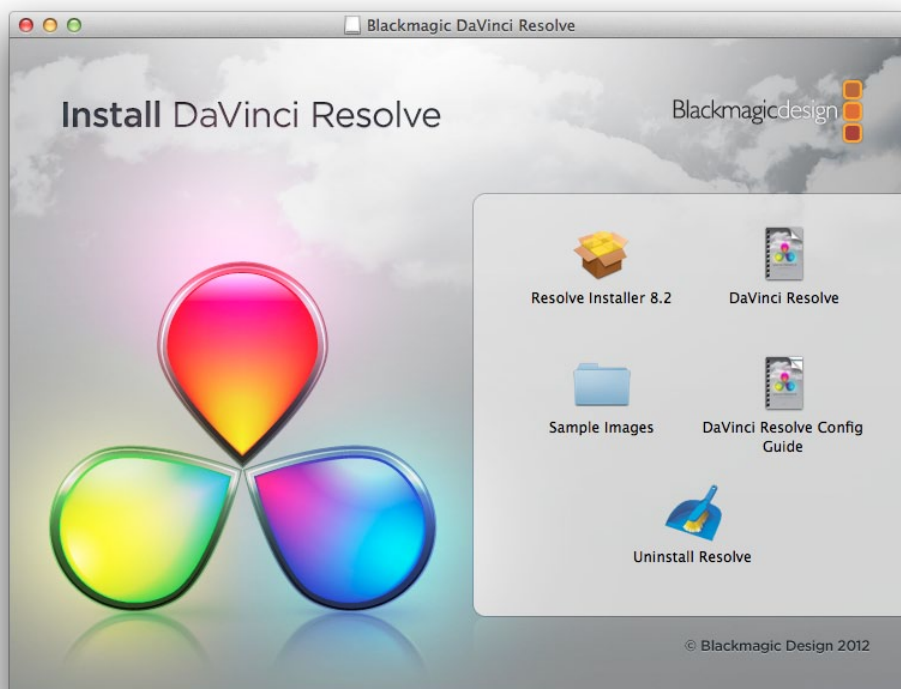 Blackmagic DaVinci Resolve
Install DaVinci Resolve
Blackmagicdesign
Resolve Installer 8.2
DaVinci Resolve
Sample Images
DaVinci Resolve Config
Guide
Uninstall Resolve
© Blackmagic Design 2012